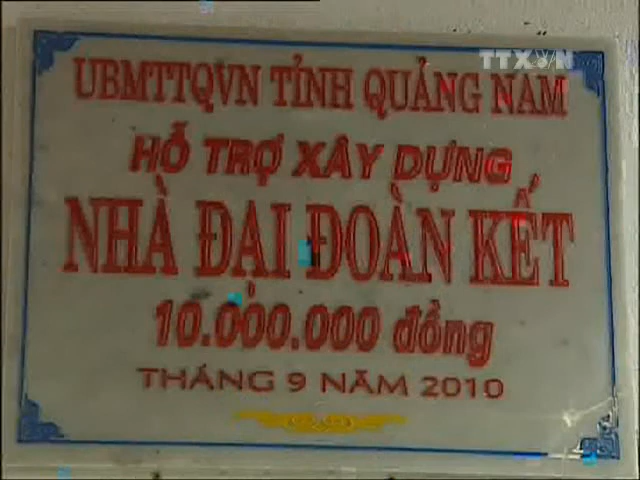 TTXVN
UBMTTQVN TỈNH QUẢNG NAM
HỖ TRỢ XÂY DỰNG
NHÀ ĐẠI ĐOÀN KẾT
10.000.000 đồng
THÁNG 9 NĂM 2010